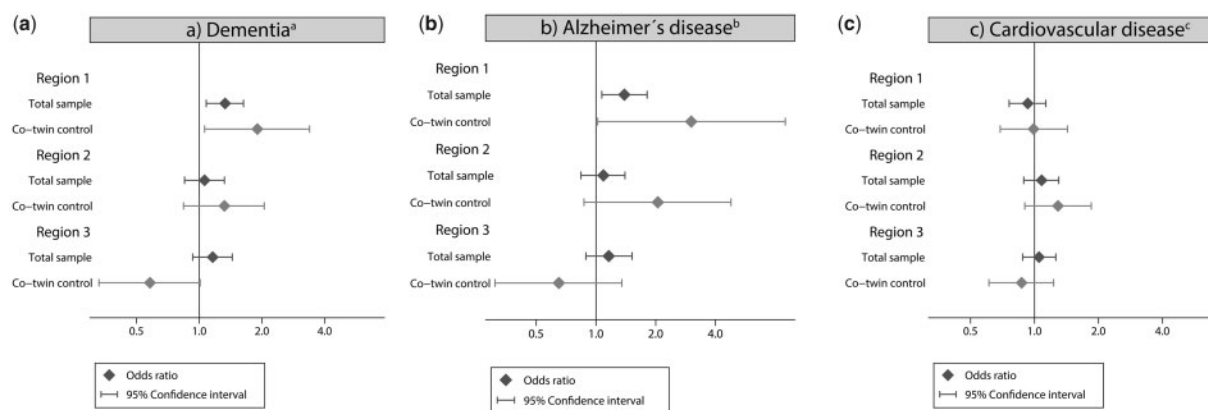 (a)
a) Dementiaᵃ
Region 1
Total sample
Co−twin control
Region 2
Total sample
Co−twin control
Region 3
Total sample
Co−twin control
0.5 1.0 2.0 4.0
Odds ratio
95% Confidence interval
(b)
b) Alzheimer´s diseaseᵇ
Region 1
Total sample
Co−twin control
Region 2
Total sample
Co−twin control
Region 3
Total sample
Co−twin control
0.5 1.0 2.0 4.0
Odds ratio
95% Confidence interval
(c)
c) Cardiovascular diseaseᶜ
Region 1
Total sample
Co−twin control
Region 2
Total sample
Co−twin control
Region 3
Total sample
Co−twin control
0.5 1.0 2.0 4.0
Odds ratio
95% Confidence interval